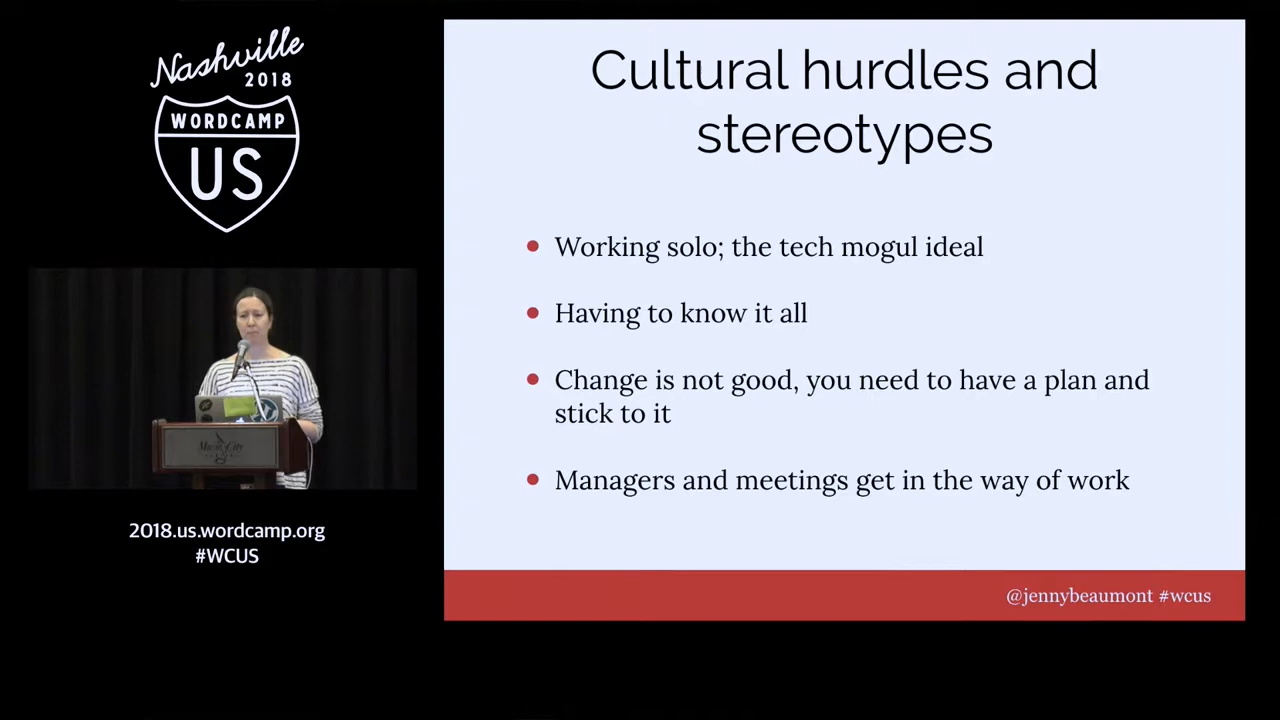 Nashville
2018
WORDCAMP
US
2018.us.wordcamp.org
#WCUS
Cultural hurdles and
stereotypes
Working solo; the tech mogul ideal
Having to know it all
Change is not good, you need to have a plan and
stick to it
Managers and meetings get in the way of work
@jennybeaumont #wcus
Music City